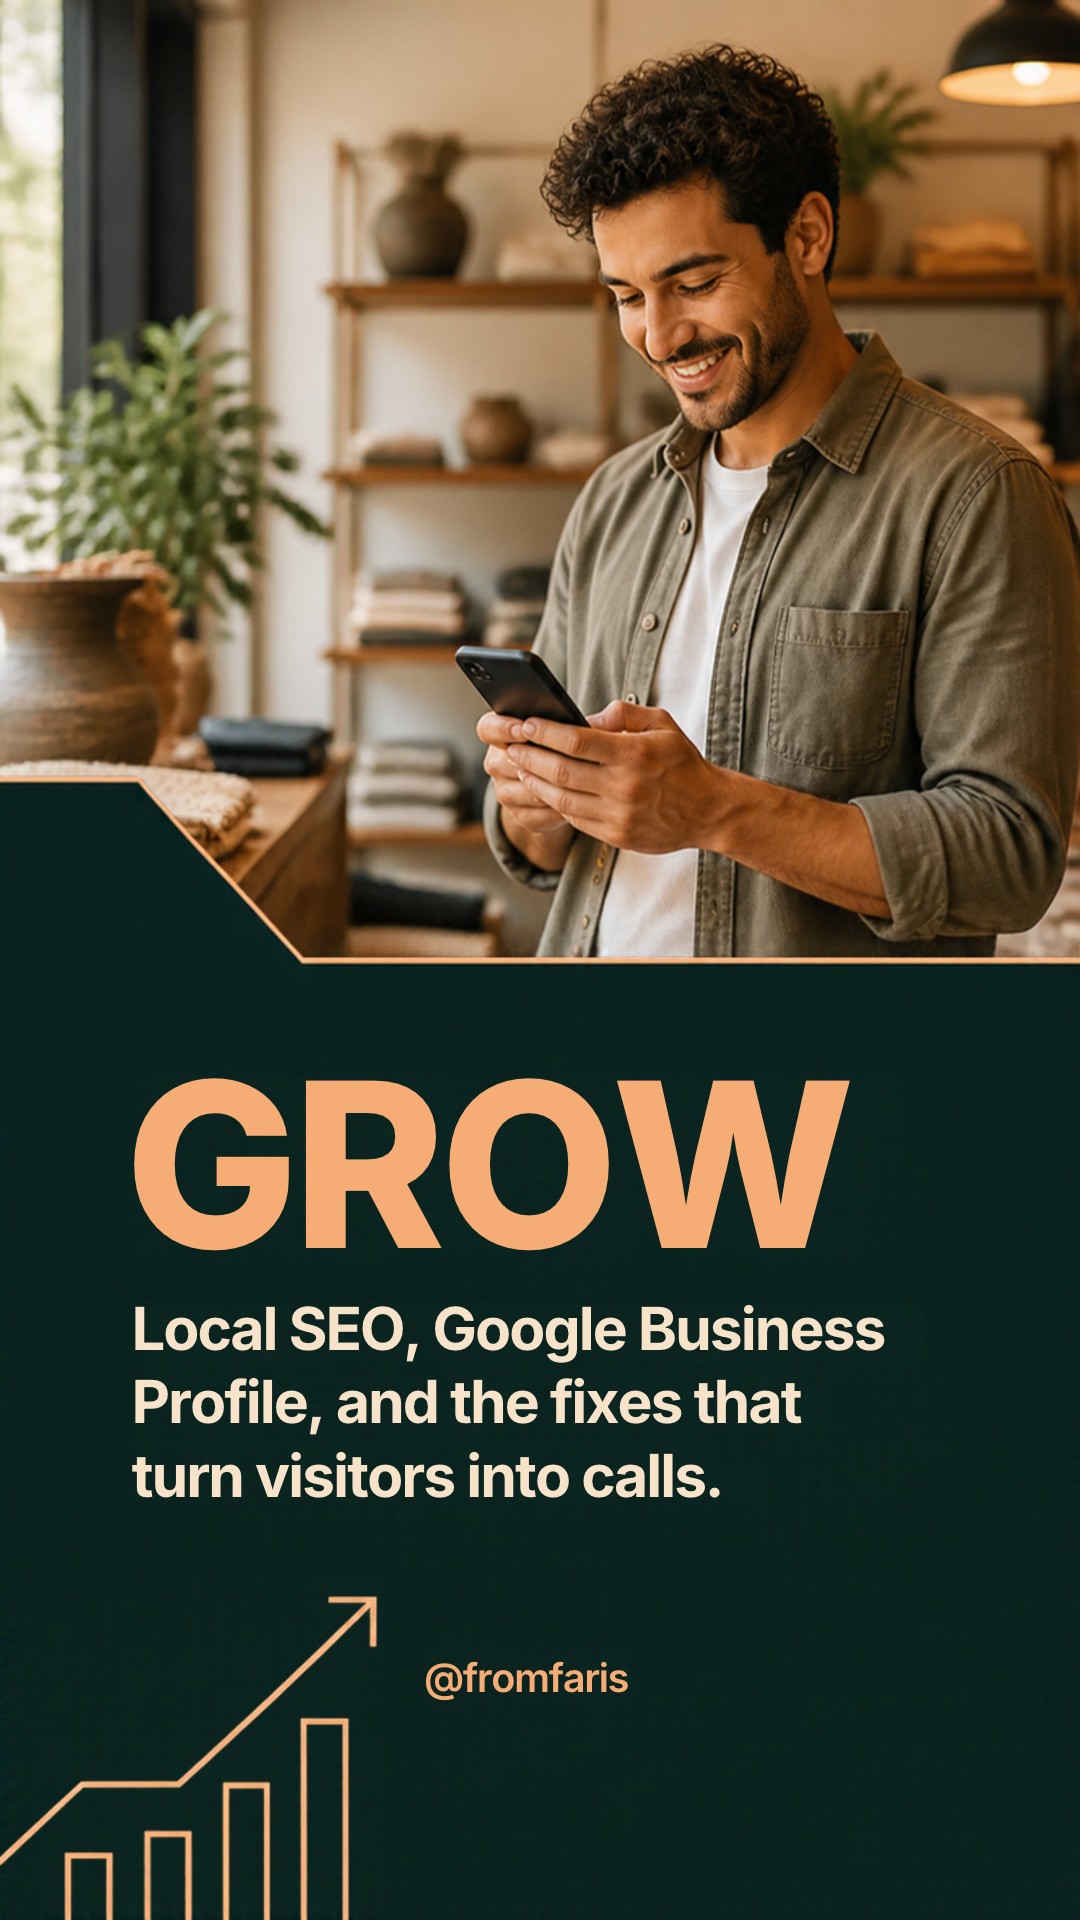 GROW
Local SEO, Google Business
Profile, and the fixes that
turn visitors into calls.
@fromfaris